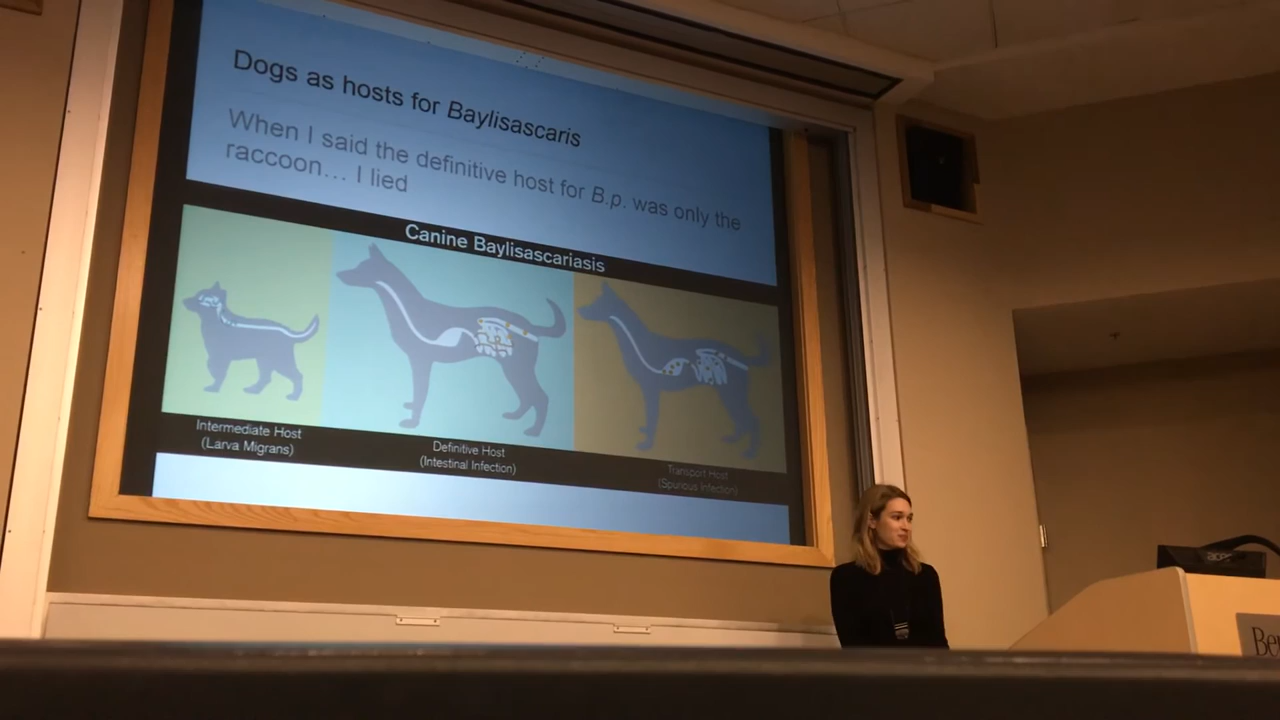 Dogs as hosts for Baylisascaris
When I said the definitive host for B.p. was only the
raccoon... I lied
Canine Baylisascariasis
Intermediate Host
(Larva Migrans)
Definitive Host
(Intestinal Infection)
Transport Host
(Spurious Infection)
acer